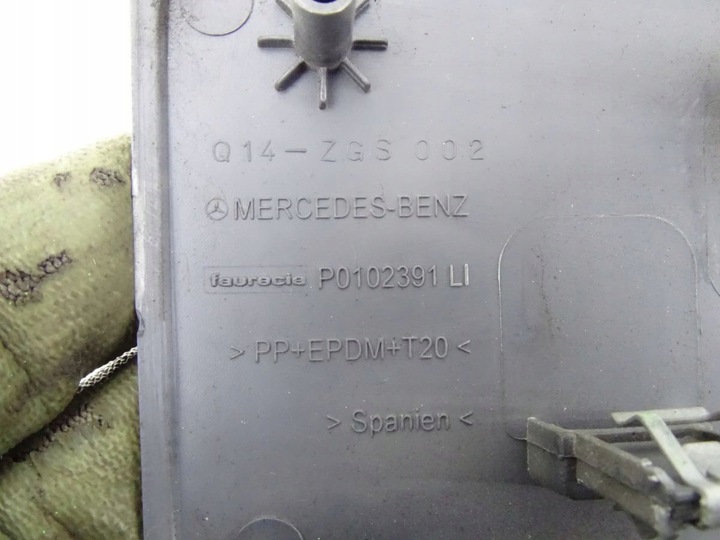 Q14-ZGS 002
MERCEDES-BENZ
faurecia P0102391 LI
> PP+EPDM+T20 <
> Spanien <